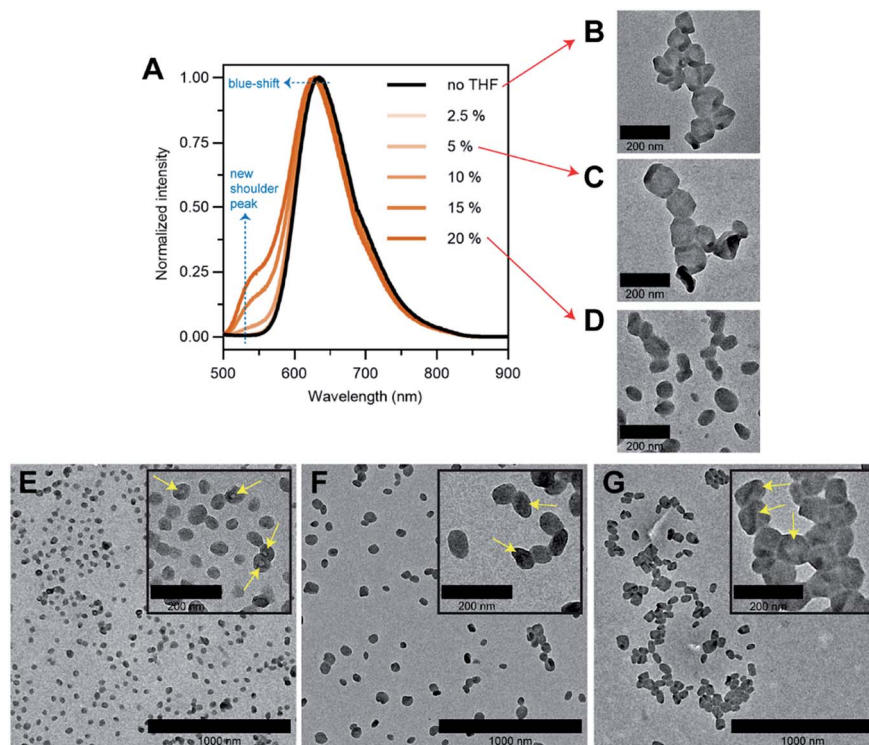 A
Normalized intensity
1.00
0.75
0.50
0.25
0.00
500
600
700
800
900
Wavelength (nm)
blue-shift
new
shoulder
peak
no THF
2.5 %
5 %
10 %
15 %
20 %
B
200 nm
C
200 nm
D
200 nm
E
200 nm
1000 nm
F
200 nm
1000 nm
G
200 nm
1000 nm